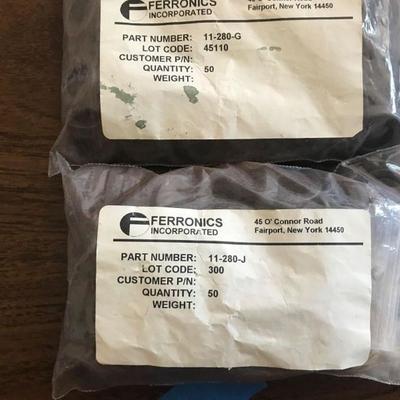 FERRONICS
INCORPORATED
Fairport, New York 14450
PART NUMBER: 11-280-G
LOT CODE: 45110
CUSTOMER P/N:
QUANTITY: 50
WEIGHT:
FERRONICS
INCORPORATED
45 O' Connor Road
Fairport, New York 14450
PART NUMBER: 11-280-J
LOT CODE: 300
CUSTOMER P/N:
QUANTITY: 50
WEIGHT: